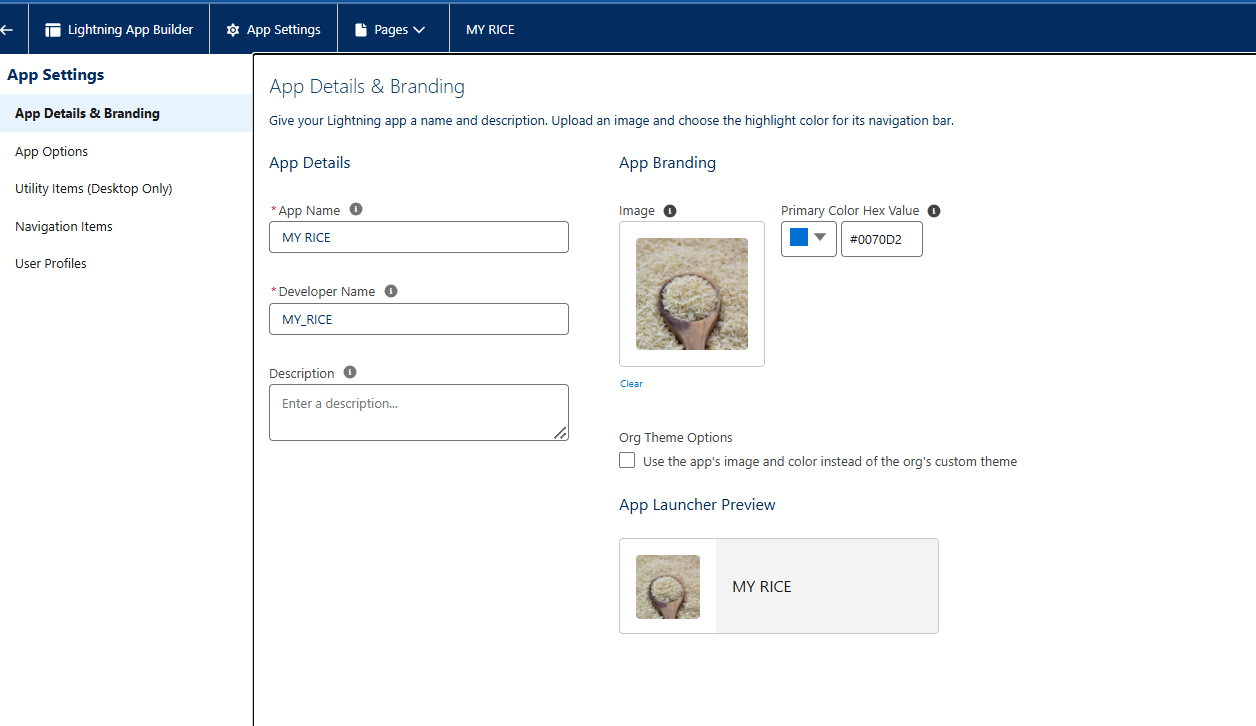 Lightning App Builder
App Settings
Pages
MY RICE
App Settings
App Details & Branding
App Options
Utility Items (Desktop Only)
Navigation Items
User Profiles
App Details & Branding
Give your Lightning app a name and description. Upload an image and choose the highlight color for its navigation bar.
App Details
* App Name
MY RICE
* Developer Name
MY_RICE
Description
Enter a description...
App Branding
Image
Clear
Primary Color Hex Value
#0070D2
Org Theme Options
Use the app's image and color instead of the org's custom theme
App Launcher Preview
MY RICE